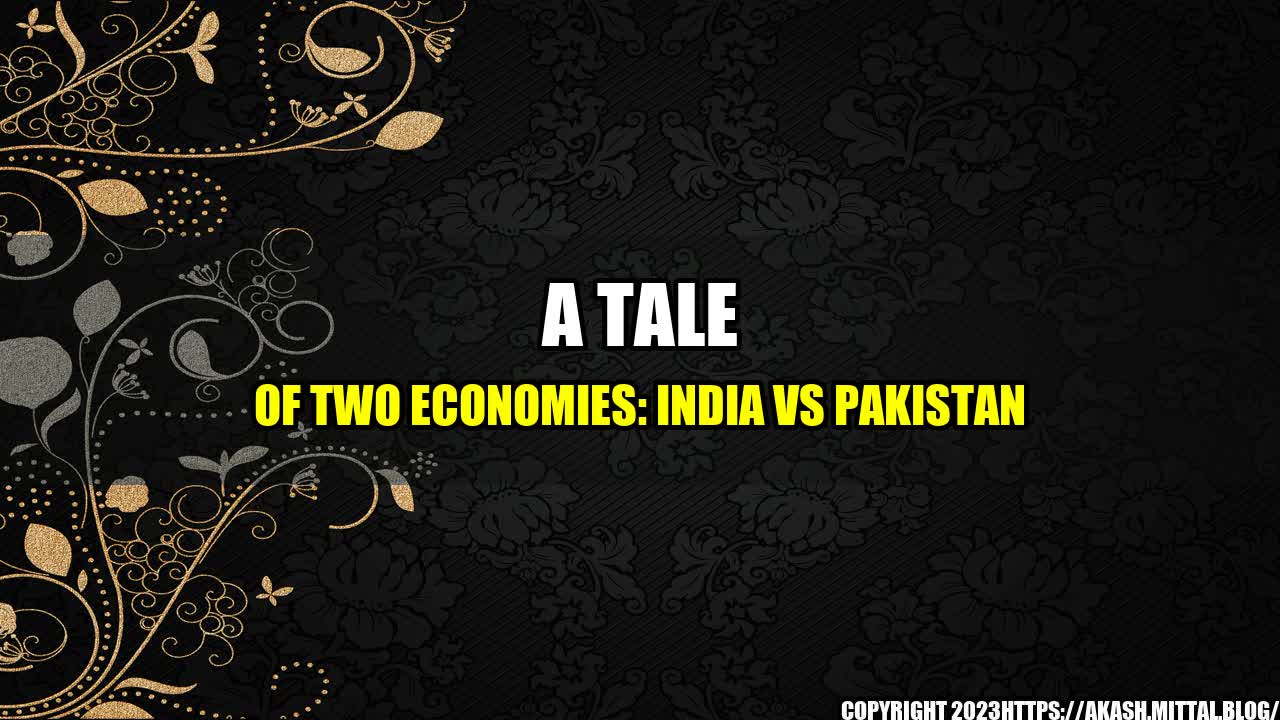 A TALE
OF TWO ECONOMIES: INDIA VS PAKISTAN
COPYRIGHT 2023HTTPS://AKASH.MITTAL.BLOG/